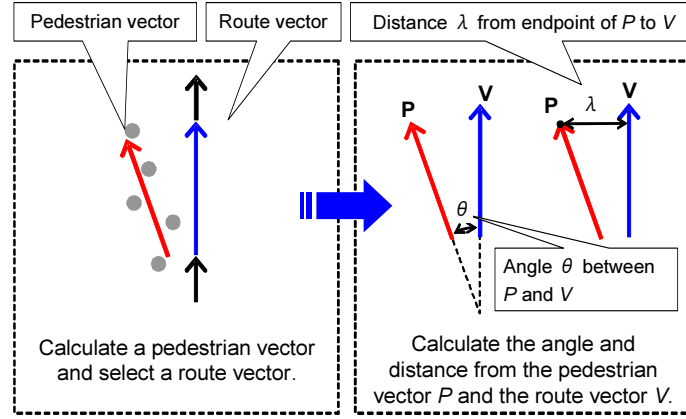 Pedestrian vector
Route vector
Distance λ from endpoint of P to V
P
V
θ
P
V
λ
Angle θ between
P and V
Calculate a pedestrian vector
and select a route vector.
Calculate the angle and
distance from the pedestrian
vector P and the route vector V.